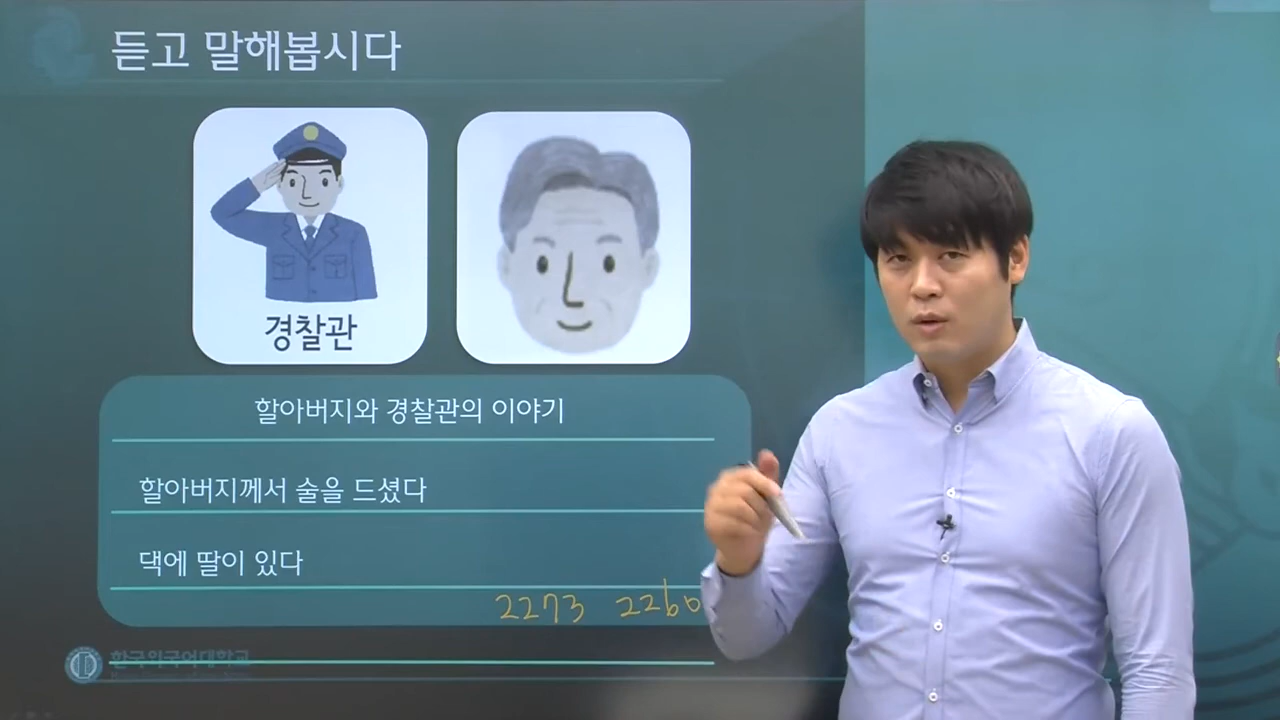 듣고 말해봅시다
경찰관
할아버지와 경찰관의 이야기
할아버지께서 술을 드셨다
댁에 딸이 있다
2273 2260
한국외국어대학교